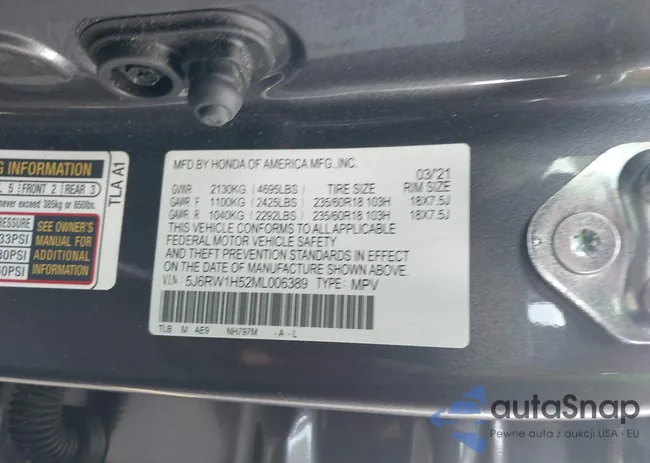 G INFORMATION
L 5 FRONT 2 REAR 3
never exceed 385kg or 850lbs.
PRESSURE
33PSI
30PSI
60PSI
SEE OWNER'S
MANUAL FOR
ADDITIONAL
INFORMATION
TLA A1
MFD.BY HONDA OF AMERICA MFG.,INC. 03/21
GVWR 2130KG (4695LBS) TIRE SIZE RIM SIZE
GAWR F 1100KG (2425LBS) 235/60R18 103H 18X7.5J
GAWR R 1040KG (2292LBS) 235/60R18 103H 18X7.5J
THIS VEHICLE CONFORMS TO ALL APPLICABLE
FEDERAL MOTOR VEHICLE SAFETY
AND THEFT PREVENTION STANDARDS IN EFFECT
ON THE DATE OF MANUFACTURE SHOWN ABOVE.
V.I.N : 5J6RW1H52ML006389 TYPE: MPV
TLB M AE9 - NH797M - A - L
autaSnap
Pewne auta z aukcji USA i EU